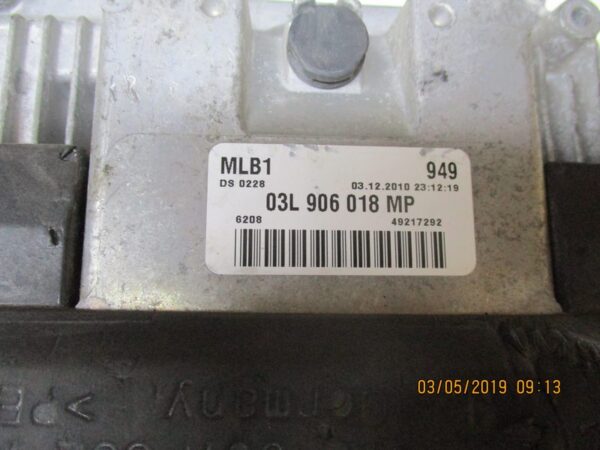 MLB1 949
DS 0228 03.12.2010 23:12:19
03L 906 018 MP
6208 49217292
03/05/2019 09:13
Germany
>P